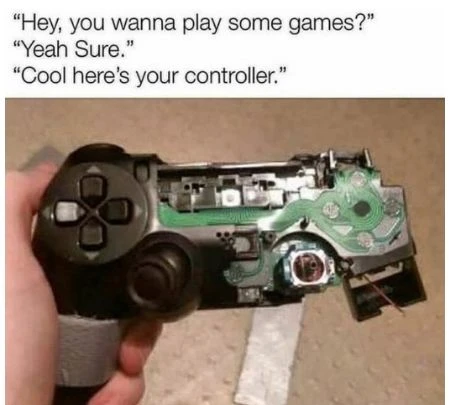 “Hey, you wanna play some games?”
“Yeah Sure.”
“Cool here’s your controller.”